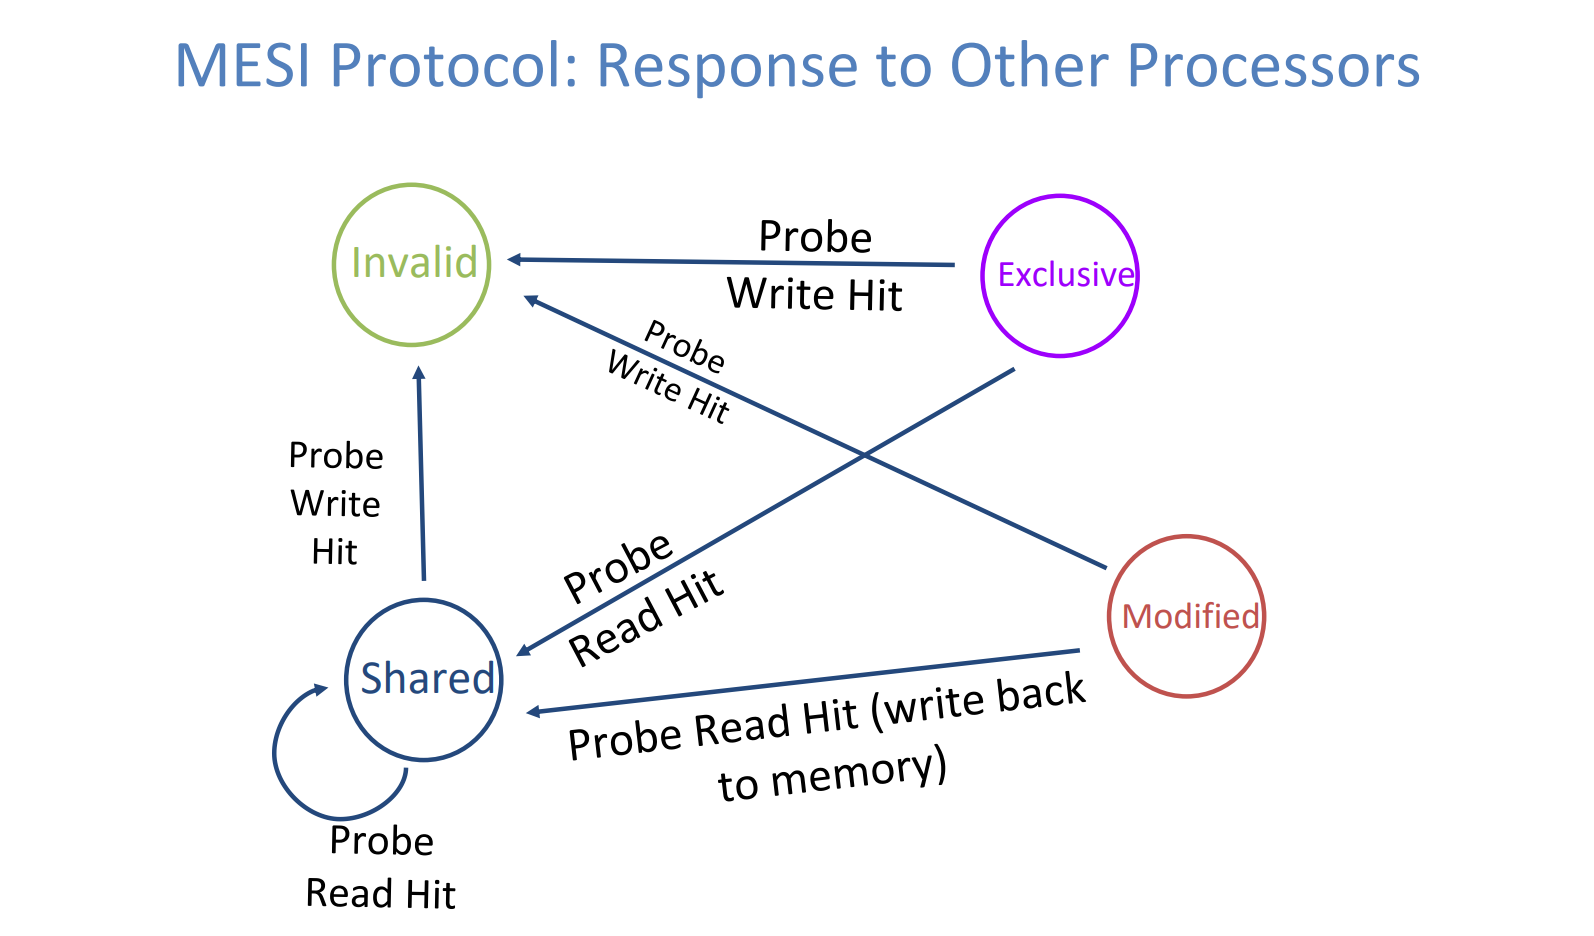 MESI Protocol: Response to Other Processors
Invalid
Probe
Write Hit
Exclusive
Probe
Write Hit
Probe
Write
Hit
Probe
Read Hit
Modified
Shared
Probe Read Hit (write back
to memory)
Probe
Read Hit